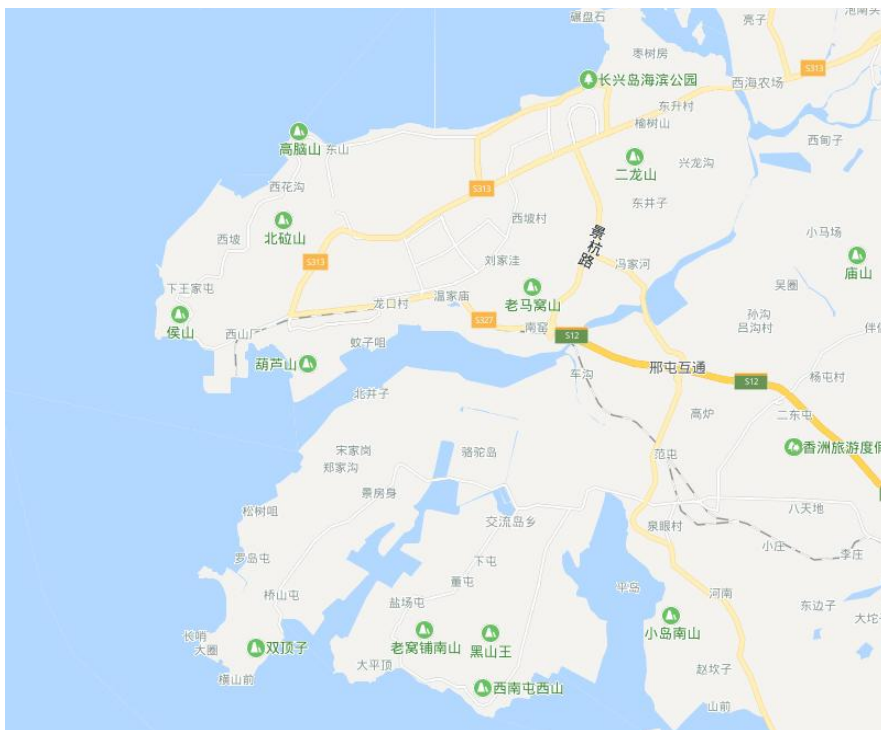 碾盘石
亮子
枣树房
S313
长兴岛海滨公园
西海农场
东升村
榆树山
高脑山
东山
二龙山
兴龙沟
西甸子
西花沟
S313
东井子
北砬山
西坡村
小马场
西坡
景杭路
S313
刘家洼
冯家河
庙山
下王家屯
老马窝山
吴圈
龙口村
温家庙
侯山
S327
南窑
孙沟
吕沟村
西山厂
蚊子咀
S12
葫芦山
车沟
邢屯互通
杨屯村
S12
北井子
高炉
二东屯
宋家岗
骆驼岛
范屯
香洲旅游度假
郑家沟
景房身
松树咀
交流岛乡
泉眼村
八天地
小庄
李庄
罗岛屯
下屯
董屯
平岛
桥山屯
盐场屯
河南
东边子
长哨
大圈
双顶子
老窝铺南山
黑山王
小岛南山
大平顶
横山前
赵坎子
西南屯西山
山前